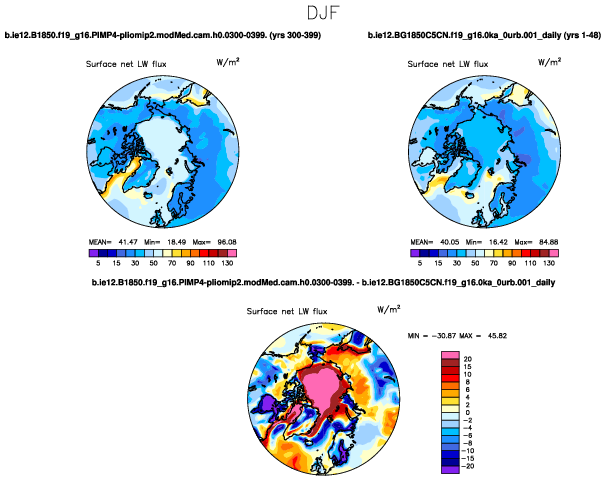 DJF
b.ie12.B1850.f19_g16.PIMP4-pliomip2.modMed.cam.h0.0300-0399. (yrs 300-399)
b.ie12.BG1850C5CN.f19_g16.0ka_0urb.001_daily (yrs 1-48)
Surface net LW flux W/m²
Surface net LW flux W/m²
MEAN= 41.47 Min= 18.49 Max= 96.08
MEAN= 40.05 Min= 16.42 Max= 84.88
5 15 30 50 70 90 110 130
5 15 30 50 70 90 110 130
b.ie12.B1850.f19_g16.PIMP4-pliomip2.modMed.cam.h0.0300-0399. - b.ie12.BG1850C5CN.f19_g16.0ka_0urb.001_daily
Surface net LW flux W/m²
MIN = -30.87 MAX = 45.82
20
15
10
8
6
4
2
0
-2
-4
-6
-8
-10
-15
-20